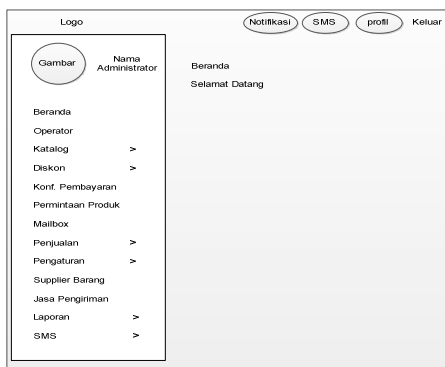 Logo Notifikasi SMS profil Keluar
Gambar Nama Administrator
Beranda
Selamat Datang
Beranda
Operator
Katalog >
Diskon >
Konf. Pembayaran
Permintaan Produk
Mailbox
Penjualan >
Pengaturan >
Supplier Barang
Jasa Pengiriman
Laporan >
SMS >